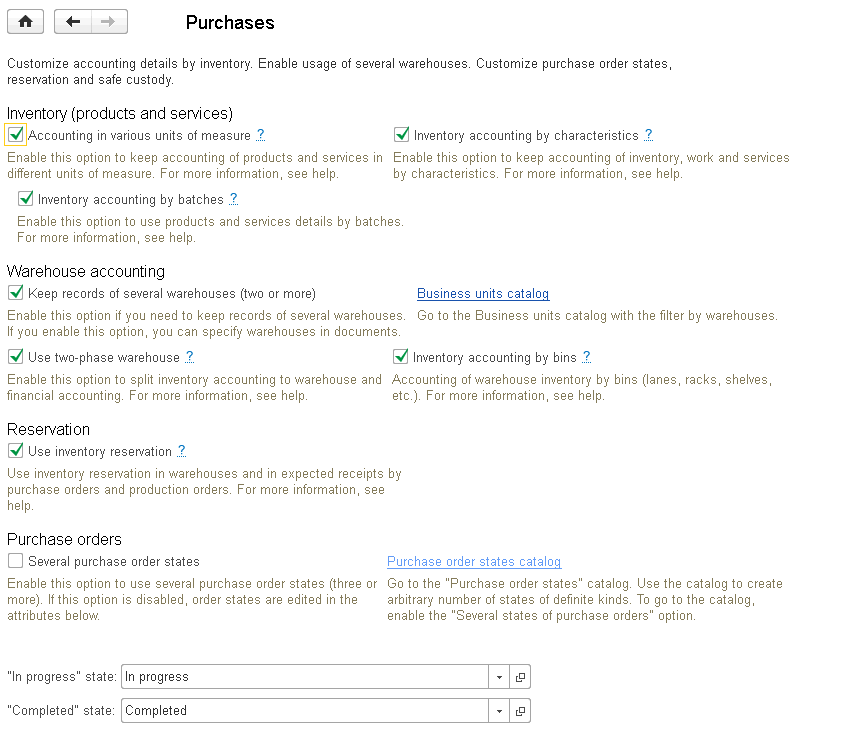 Purchases
Customize accounting details by inventory. Enable usage of several warehouses. Customize purchase order states,
reservation and safe custody.
Inventory (products and services)
Accounting in various units of measure ?
Inventory accounting by characteristics ?
Enable this option to keep accounting of products and services in
different units of measure. For more information, see help.
Enable this option to keep accounting of inventory, work and services
by characteristics. For more information, see help.
Inventory accounting by batches ?
Enable this option to use products and services details by batches.
For more information, see help.
Warehouse accounting
Keep records of several warehouses (two or more)
Business units catalog
Enable this option if you need to keep records of several warehouses.
If you enable this option, you can specify warehouses in documents.
Go to the Business units catalog with the filter by warehouses.
Use two-phase warehouse ?
Inventory accounting by bins ?
Enable this option to split inventory accounting to warehouse and
financial accounting. For more information, see help.
Accounting of warehouse inventory by bins (lanes, racks, shelves,
etc.). For more information, see help.
Reservation
Use inventory reservation ?
Use inventory reservation in warehouses and in expected receipts by
purchase orders and production orders. For more information, see
help.
Purchase orders
Several purchase order states
Purchase order states catalog
Enable this option to use several purchase order states (three or
more). If this option is disabled, order states are edited in the
attributes below.
Go to the "Purchase order states" catalog. Use the catalog to create
arbitrary number of states of definite kinds. To go to the catalog,
enable the "Several states of purchase orders" option.
"In progress" state: In progress
"Completed" state: Completed